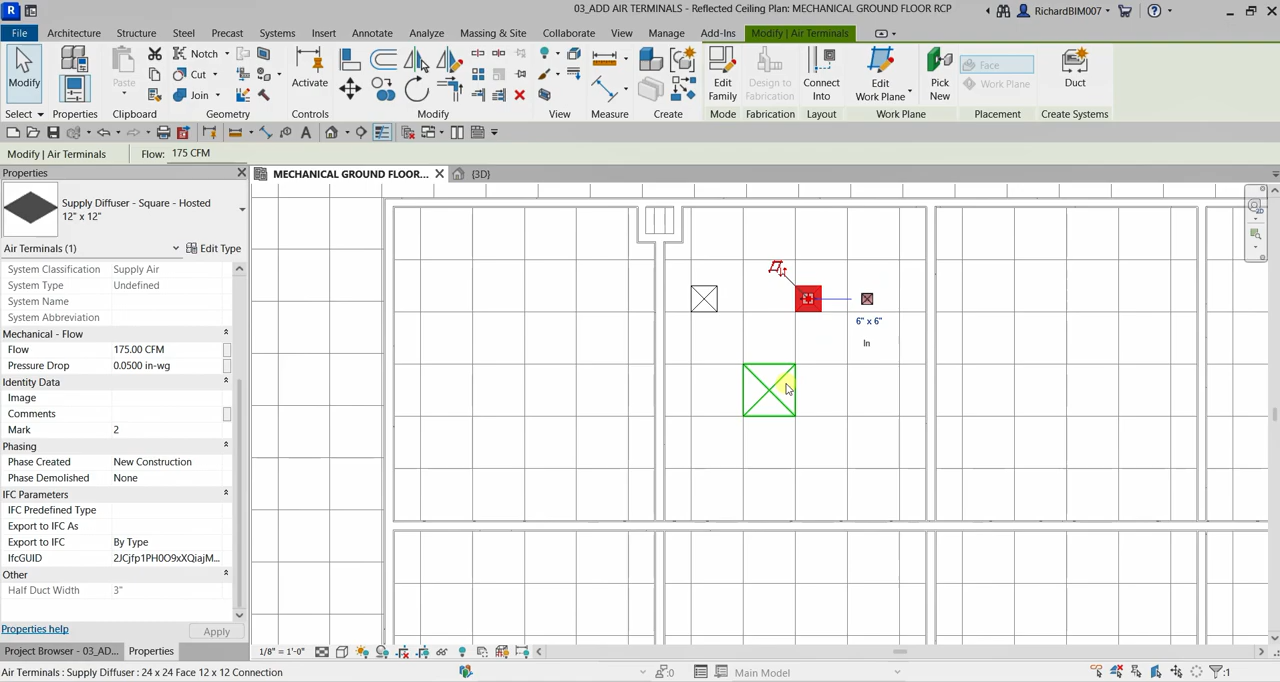 R
03_ADD AIR TERMINALS - Reflected Ceiling Plan: MECHANICAL GROUND FLOOR RCP
RichardBIM007
?
File Architecture Structure Steel Precast Systems Insert Annotate Analyze Massing & Site Collaborate View Manage Add-Ins Modify | Air Terminals
Modify
Paste
Notch
Cut
Join
Activate
Edit Family
Design to Fabrication
Connect Into
Edit Work Plane
Pick New
Face
Work Plane
Duct
Select Properties Clipboard Geometry Controls Modify View Measure Create Mode Fabrication Layout Work Plane Placement Create Systems
A
Modify | Air Terminals Flow: 175 CFM
Properties
MECHANICAL GROUND FLOOR...
{3D}
Supply Diffuser - Square - Hosted
12" x 12"
Air Terminals (1) Edit Type
System Classification Supply Air
System Type Undefined
System Name
System Abbreviation
Mechanical - Flow
Flow 175.00 CFM
Pressure Drop 0.0500 in-wg
Identity Data
Image
Comments
Mark 2
Phasing
Phase Created New Construction
Phase Demolished None
IFC Parameters
IFC Predefined Type
Export to IFC As
Export to IFC By Type
IfcGUID 2JCjfp1PH0O9xXQiajM...
Other
Half Duct Width 3"
Properties help Apply
Project Browser - 03_AD... Properties
6" x 6"
In
2D
1/8" = 1'-0"
Air Terminals : Supply Diffuser : 24 x 24 Face 12 x 12 Connection
:0
Main Model
:1